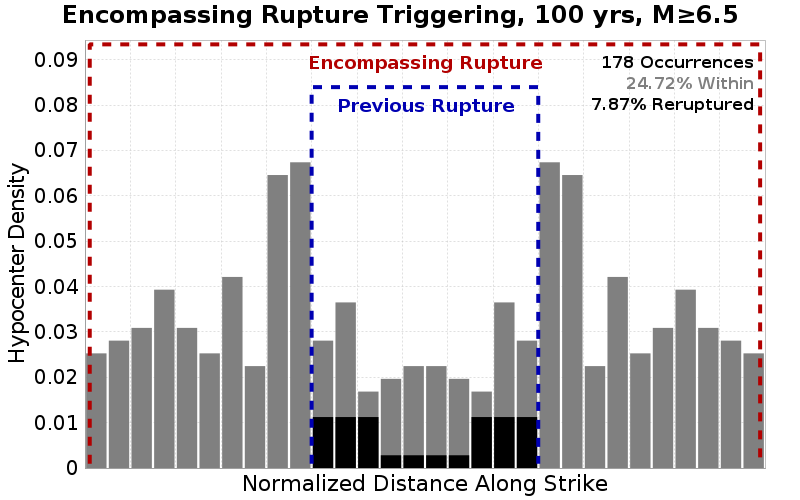 Encompassing Rupture Triggering, 100 yrs, M≥6.5
Encompassing Rupture
Previous Rupture
178 Occurrences
24.72% Within
7.87% Reruptured
Hypocenter Density
0.09
0.08
0.07
0.06
0.05
0.04
0.03
0.02
0.01
0
Normalized Distance Along Strike